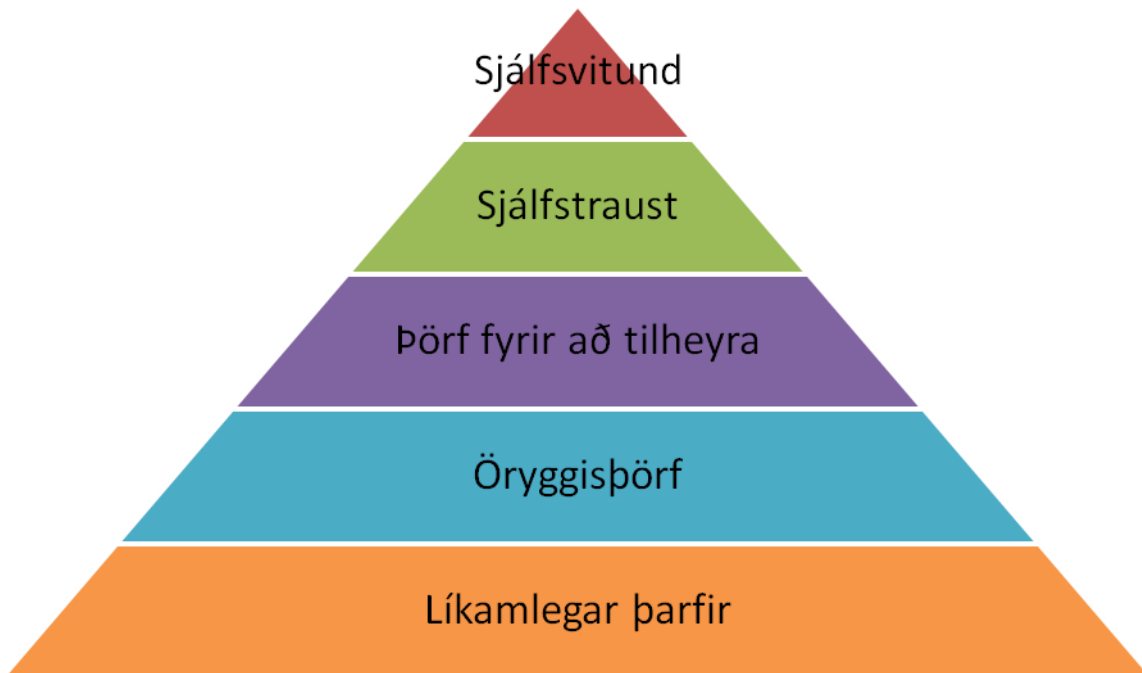 Sjálfsvitund
Sjálfstraust
Þörf fyrir að tilheyra
Öryggisþörf
Líkamlegar þarfir